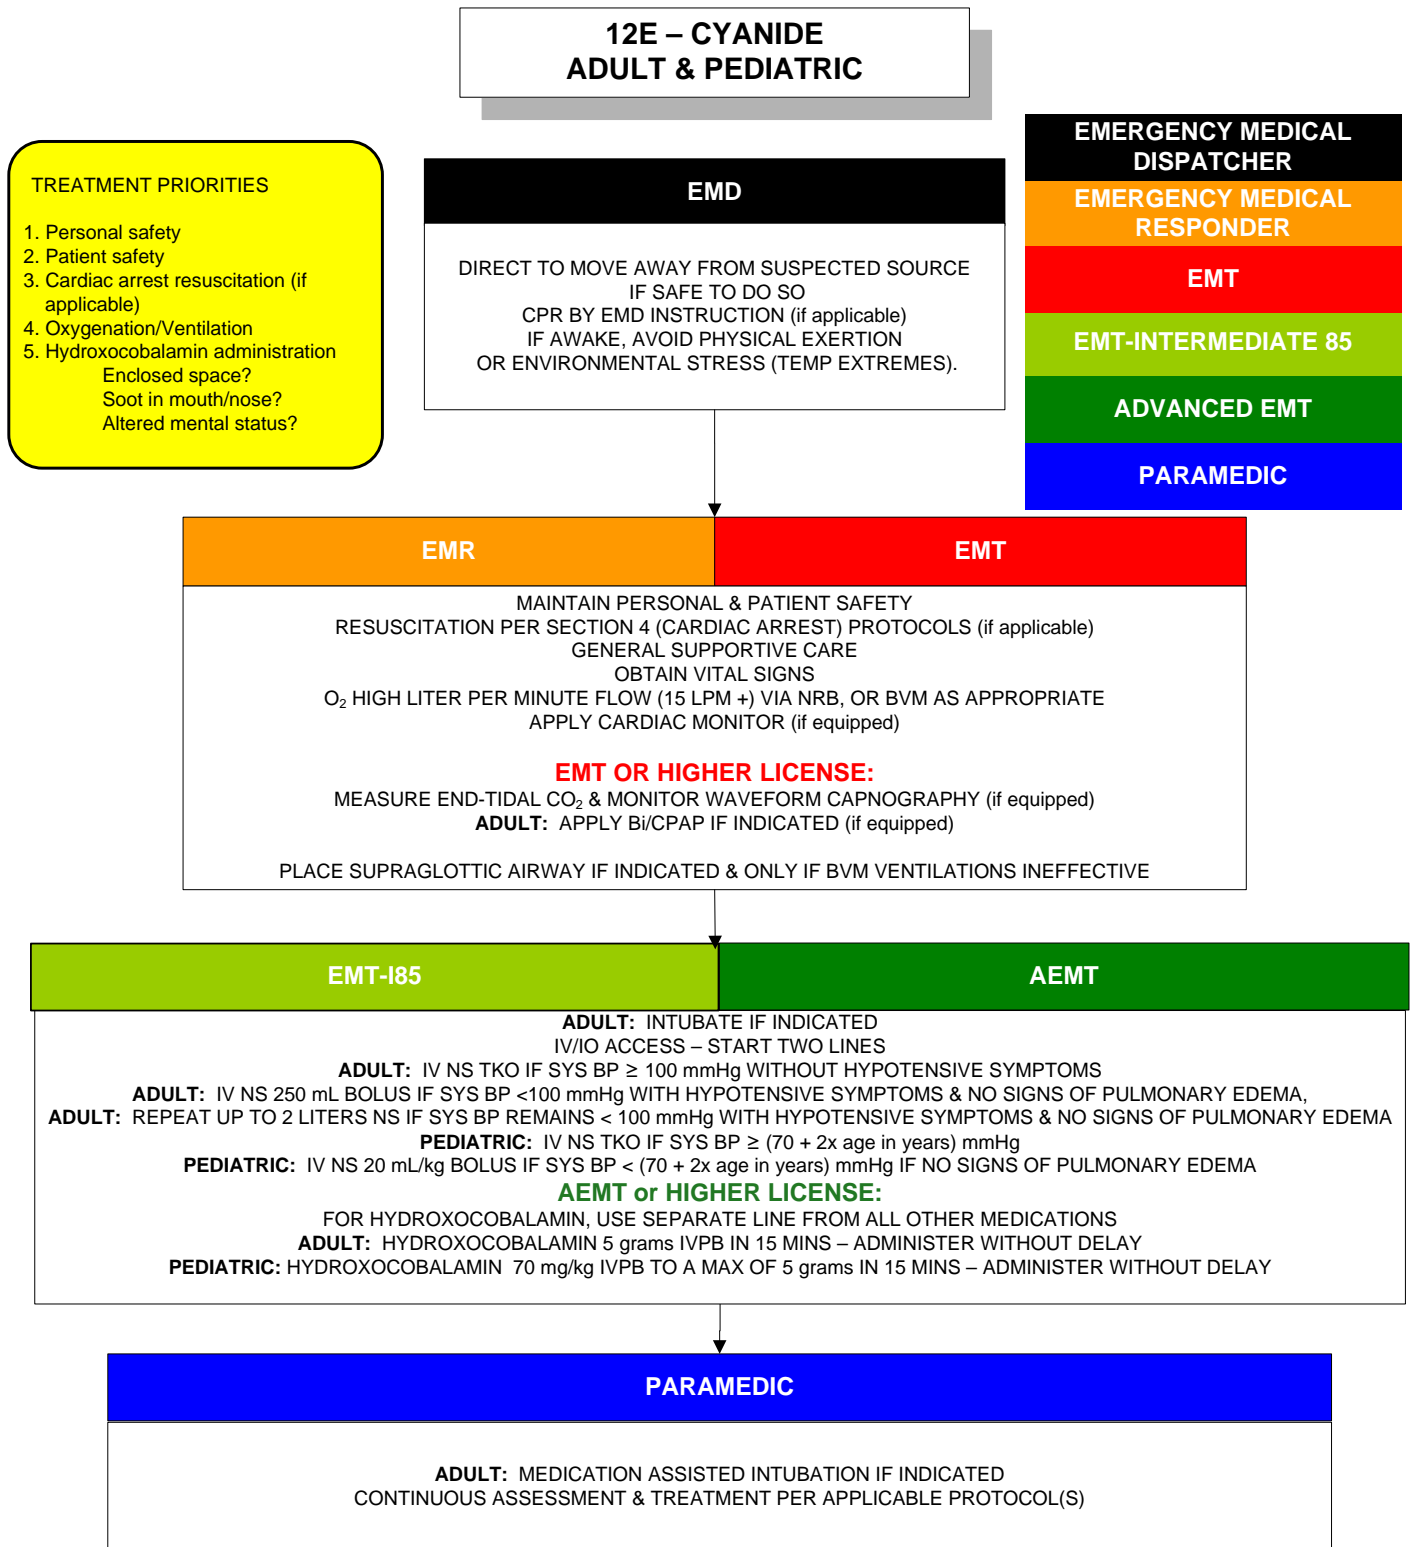 12E – CYANIDE
ADULT & PEDIATRIC
TREATMENT PRIORITIES
1. Personal safety
2. Patient safety
3. Cardiac arrest resuscitation (if
applicable)
4. Oxygenation/Ventilation
5. Hydroxocobalamin administration
Enclosed space?
Soot in mouth/nose?
Altered mental status?
EMD
DIRECT TO MOVE AWAY FROM SUSPECTED SOURCE
IF SAFE TO DO SO
CPR BY EMD INSTRUCTION (if applicable)
IF AWAKE, AVOID PHYSICAL EXERTION
OR ENVIRONMENTAL STRESS (TEMP EXTREMES).
EMERGENCY MEDICAL
DISPATCHER
EMERGENCY MEDICAL
RESPONDER
EMT
EMT-INTERMEDIATE 85
ADVANCED EMT
PARAMEDIC
EMR
EMT
MAINTAIN PERSONAL & PATIENT SAFETY
RESUSCITATION PER SECTION 4 (CARDIAC ARREST) PROTOCOLS (if applicable)
GENERAL SUPPORTIVE CARE
OBTAIN VITAL SIGNS
O₂ HIGH LITER PER MINUTE FLOW (15 LPM +) VIA NRB, OR BVM AS APPROPRIATE
APPLY CARDIAC MONITOR (if equipped)
EMT OR HIGHER LICENSE:
MEASURE END-TIDAL CO₂ & MONITOR WAVEFORM CAPNOGRAPHY (if equipped)
ADULT: APPLY Bi/CPAP IF INDICATED (if equipped)
PLACE SUPRAGLOTTIC AIRWAY IF INDICATED & ONLY IF BVM VENTILATIONS INEFFECTIVE
EMT-I85
AEMT
ADULT: INTUBATE IF INDICATED
IV/IO ACCESS – START TWO LINES
ADULT: IV NS TKO IF SYS BP ≥ 100 mmHg WITHOUT HYPOTENSIVE SYMPTOMS
ADULT: IV NS 250 mL BOLUS IF SYS BP <100 mmHg WITH HYPOTENSIVE SYMPTOMS & NO SIGNS OF PULMONARY EDEMA,
ADULT: REPEAT UP TO 2 LITERS NS IF SYS BP REMAINS < 100 mmHg WITH HYPOTENSIVE SYMPTOMS & NO SIGNS OF PULMONARY EDEMA
PEDIATRIC: IV NS TKO IF SYS BP ≥ (70 + 2x age in years) mmHg
PEDIATRIC: IV NS 20 mL/kg BOLUS IF SYS BP < (70 + 2x age in years) mmHg IF NO SIGNS OF PULMONARY EDEMA
AEMT or HIGHER LICENSE:
FOR HYDROXOCOBALAMIN, USE SEPARATE LINE FROM ALL OTHER MEDICATIONS
ADULT: HYDROXOCOBALAMIN 5 grams IVPB IN 15 MINS – ADMINISTER WITHOUT DELAY
PEDIATRIC: HYDROXOCOBALAMIN 70 mg/kg IVPB TO A MAX OF 5 grams IN 15 MINS – ADMINISTER WITHOUT DELAY
PARAMEDIC
ADULT: MEDICATION ASSISTED INTUBATION IF INDICATED
CONTINUOUS ASSESSMENT & TREATMENT PER APPLICABLE PROTOCOL(S)